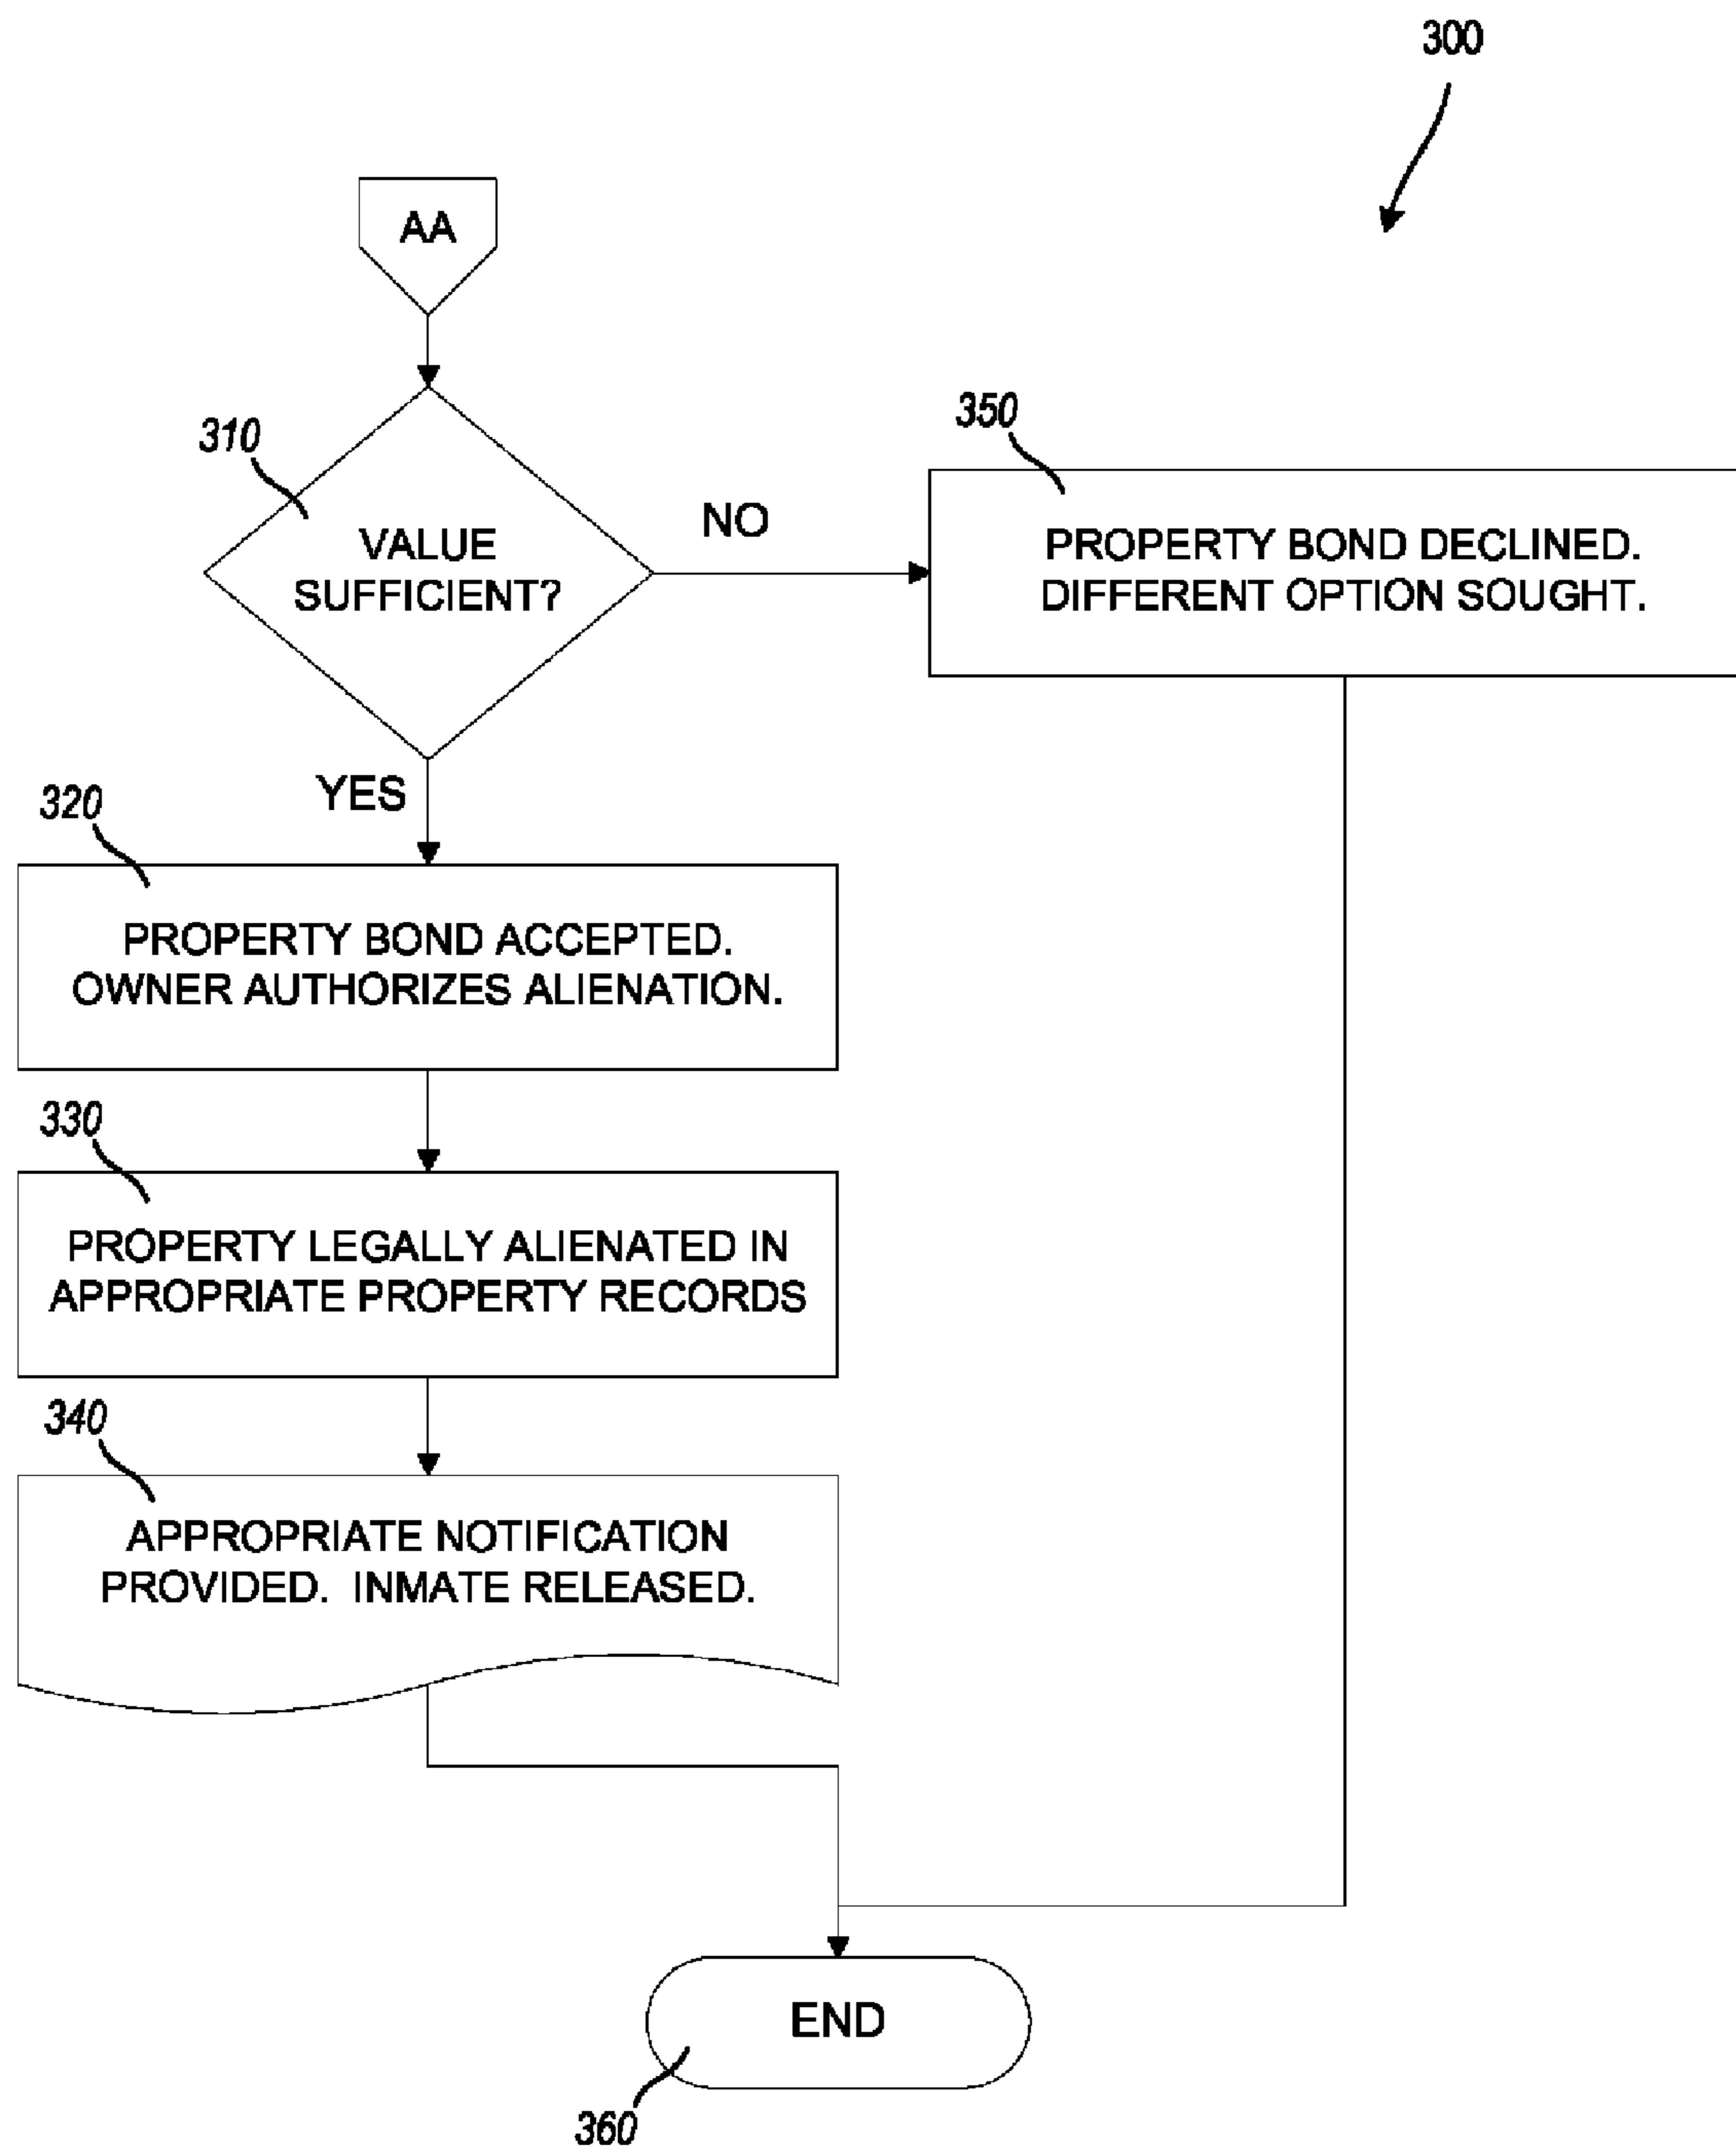 300
AA
310
VALUE
SUFFICIENT?
NO
350
PROPERTY BOND DECLINED.
DIFFERENT OPTION SOUGHT.
YES
320
PROPERTY BOND ACCEPTED.
OWNER AUTHORIZES ALIENATION.
330
PROPERTY LEGALLY ALIENATED IN
APPROPRIATE PROPERTY RECORDS
340
APPROPRIATE NOTIFICATION
PROVIDED. INMATE RELEASED.
END
360